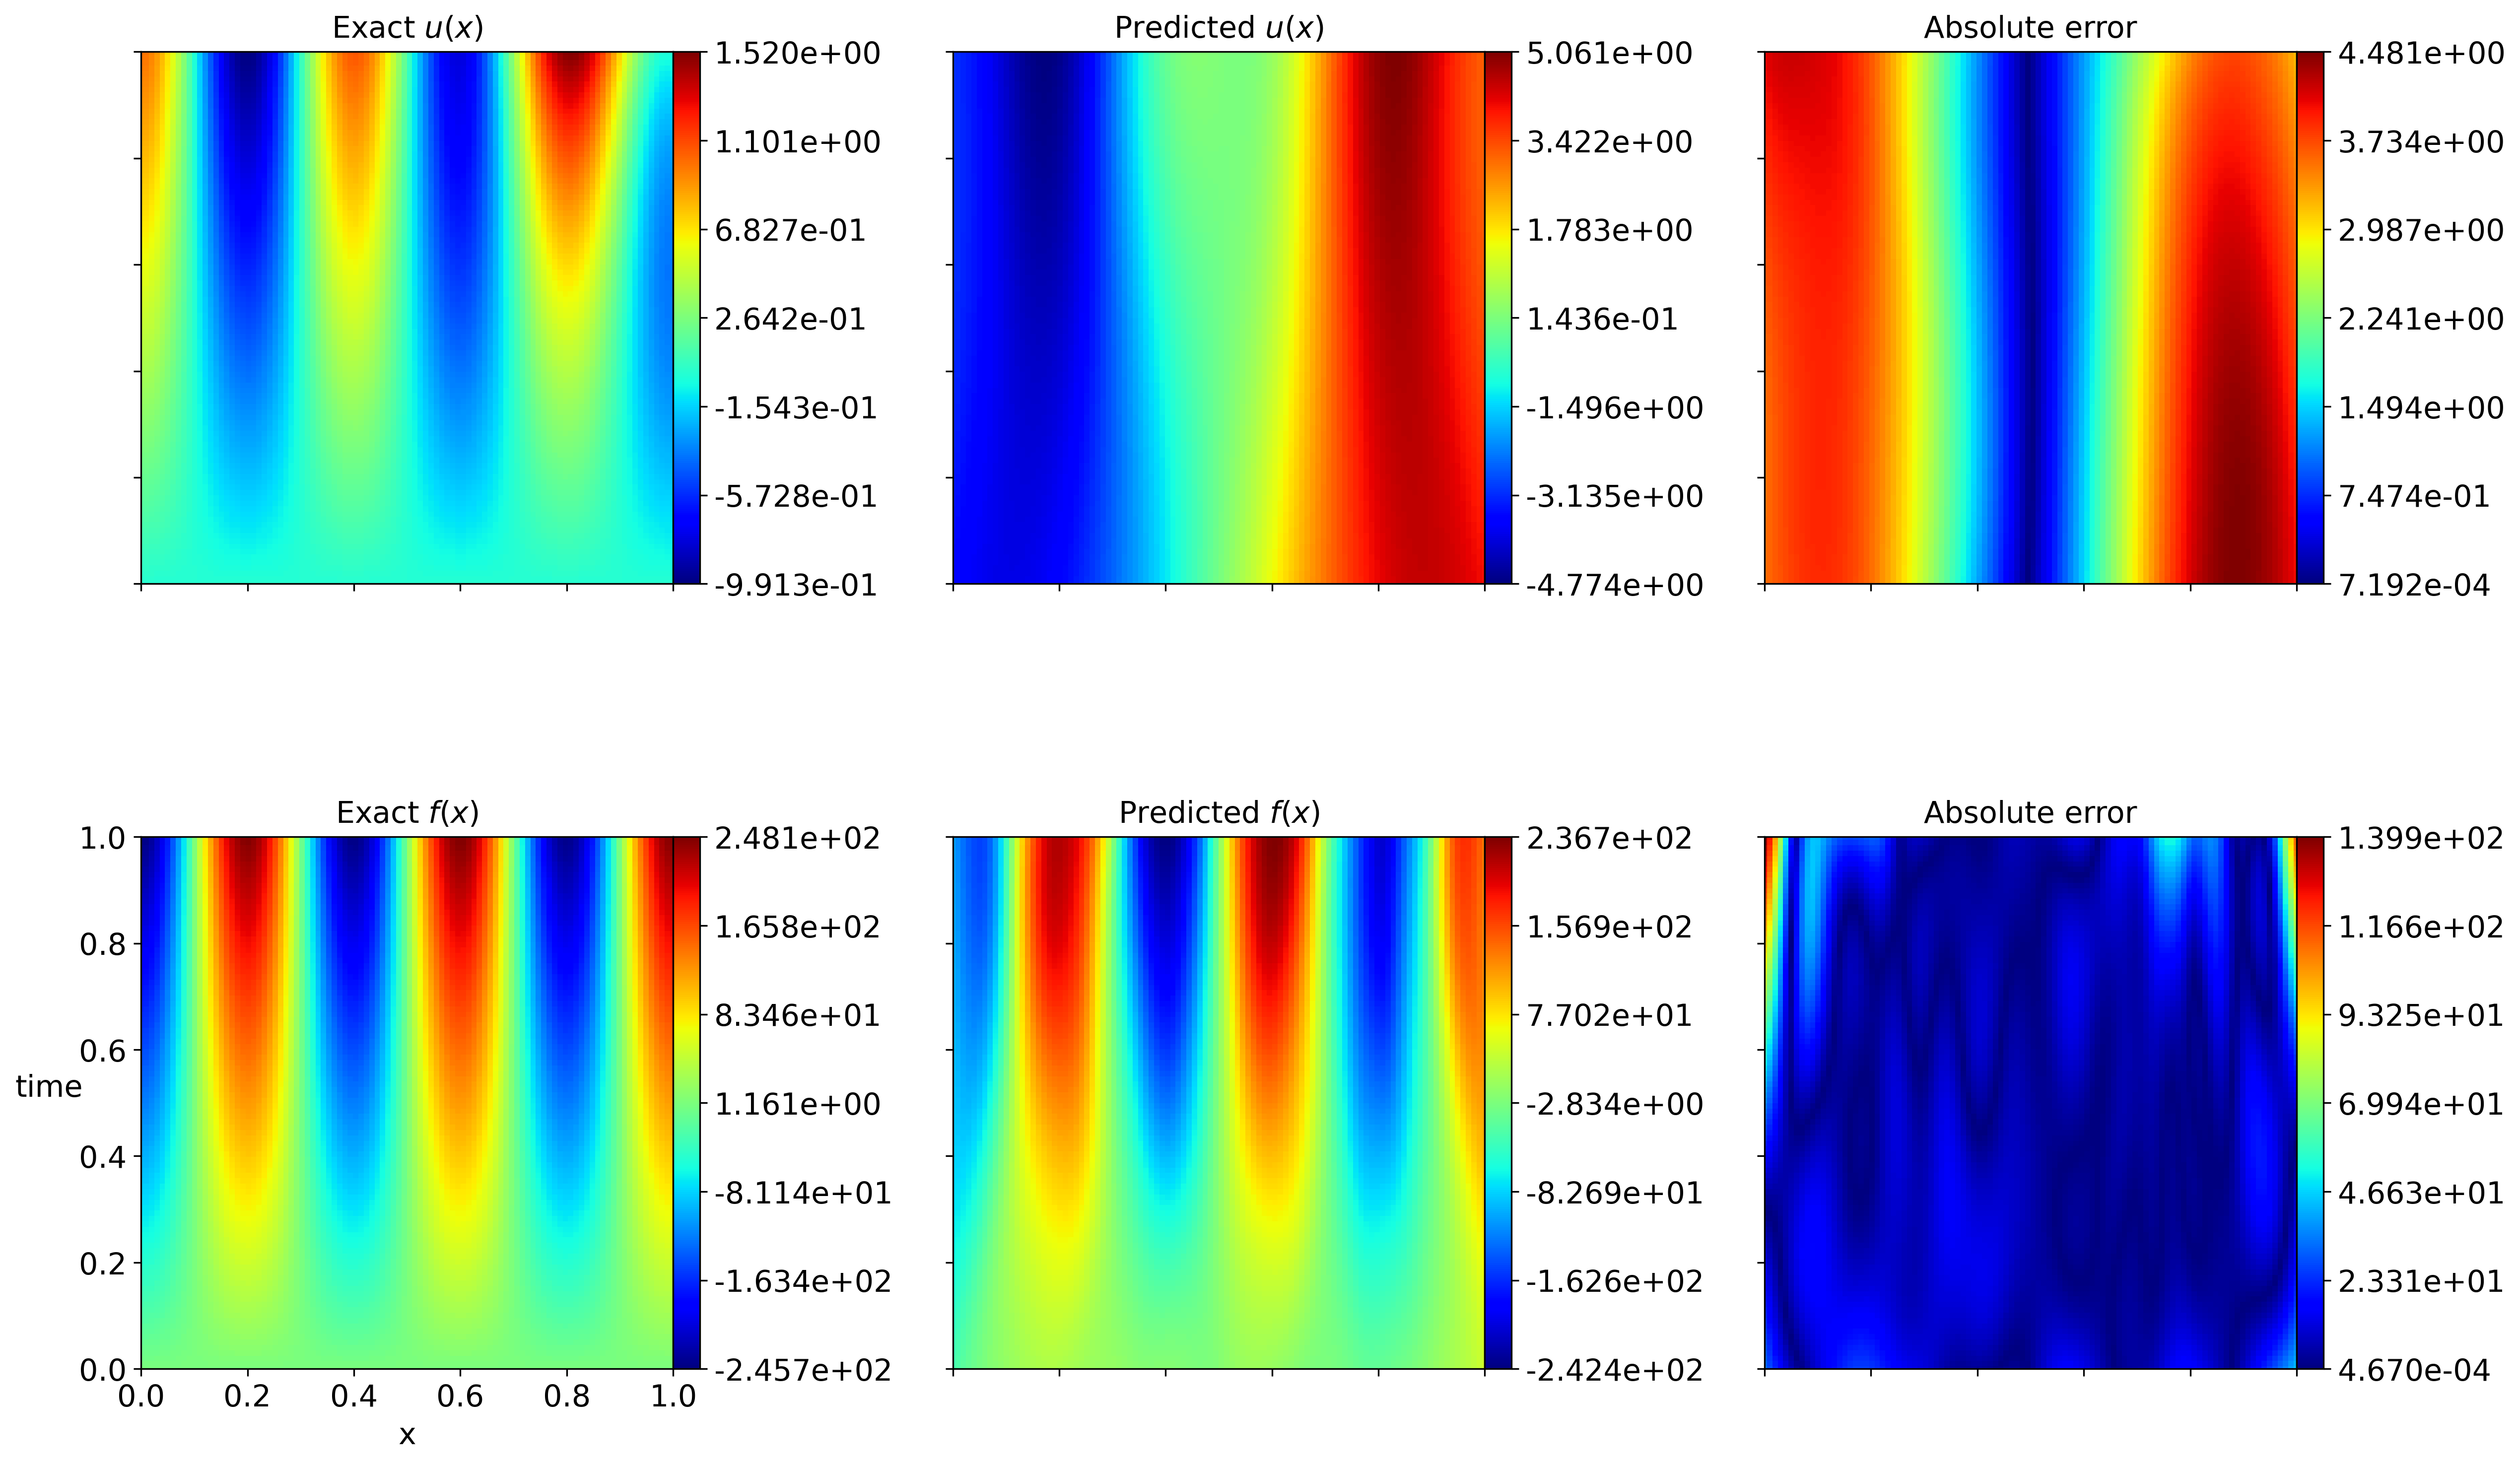 Exact u(x)
1.520e+00
1.101e+00
6.827e-01
2.642e-01
-1.543e-01
-5.728e-01
-9.913e-01
Predicted u(x)
5.061e+00
3.422e+00
1.783e+00
1.436e-01
-1.496e+00
-3.135e+00
-4.774e+00
Absolute error
4.481e+00
3.734e+00
2.987e+00
2.241e+00
1.494e+00
7.474e-01
7.192e-04
Exact f(x)
time
1.0
0.8
0.6
0.4
0.2
0.0
0.0 0.2 0.4 0.6 0.8 1.0
x
2.481e+02
1.658e+02
8.346e+01
1.161e+00
-8.114e+01
-1.634e+02
-2.457e+02
Predicted f(x)
2.367e+02
1.569e+02
7.702e+01
-2.834e+00
-8.269e+01
-1.626e+02
-2.424e+02
Absolute error
1.399e+02
1.166e+02
9.325e+01
6.994e+01
4.663e+01
2.331e+01
4.670e-04